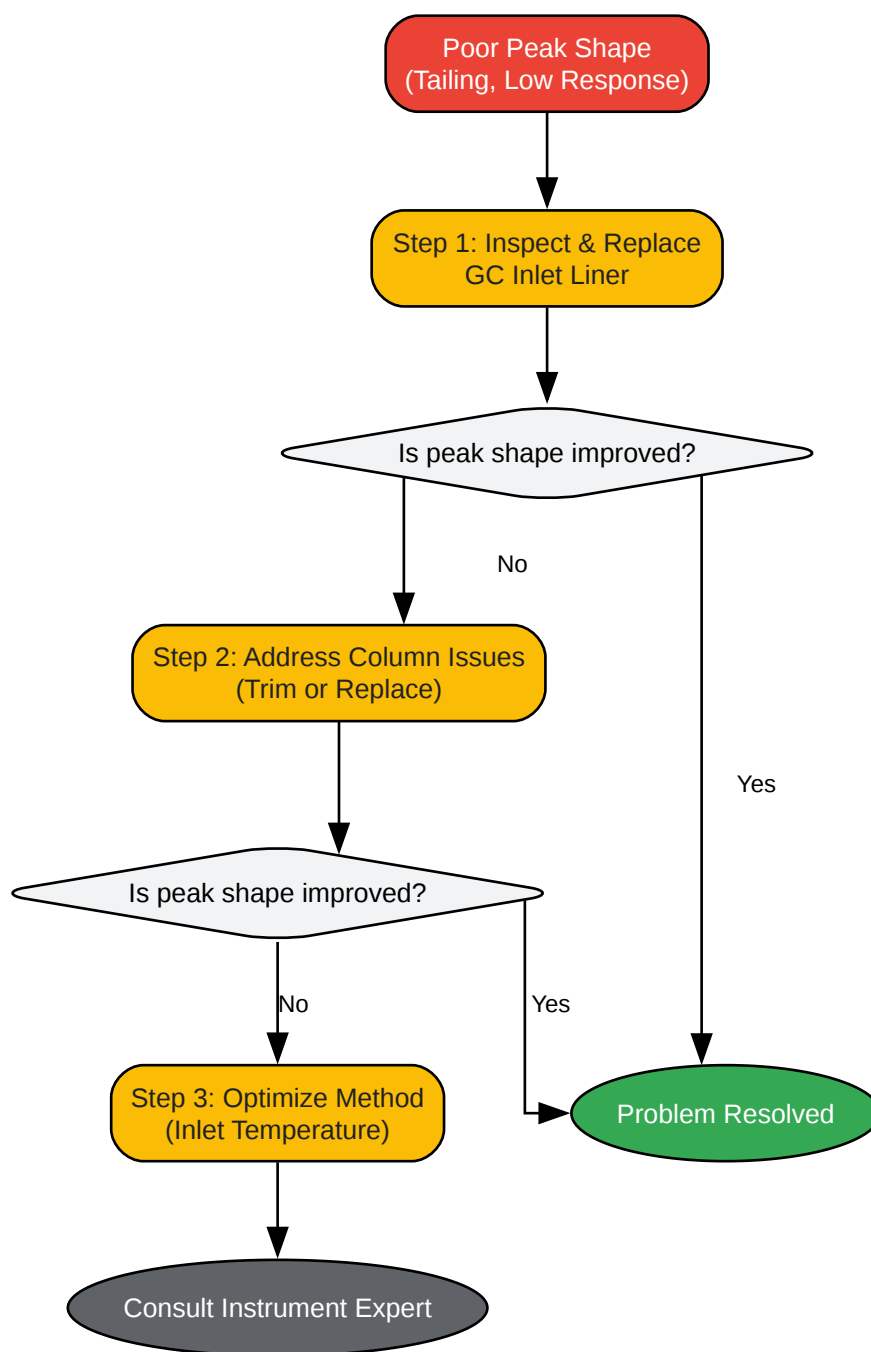 Poor Peak Shape
(Tailing, Low Response)
Step 1: Inspect & Replace
GC Inlet Liner
Is peak shape improved?
No
Step 2: Address Column Issues
(Trim or Replace)
Yes
Is peak shape improved?
No
Yes
Step 3: Optimize Method
(Inlet Temperature)
Problem Resolved
Consult Instrument Expert